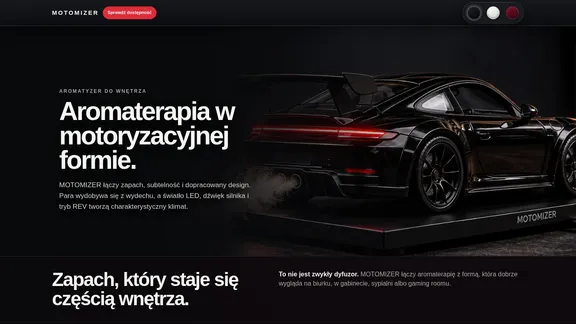 MOTOMIZER
Sprawdź dostępność
AROMATYZER DO WNĘTRZA
Aromaterapia w
motoryzacyjnej
formie.
MOTOMIZER łączy zapach, subtelność i dopracowany design.
Para wydobywa się z wydechu, a światło LED, dźwięk silnika i
tryb REV tworzą charakterystyczny klimat.
MOTOMIZER
Zapach, który staje się
częścią wnętrza.
To nie jest zwykły dyfuzor. MOTOMIZER łączy aromaterapię z formą, która dobrze
wygląda na biurku, w gabinecie, sypialni albo gaming roomu.